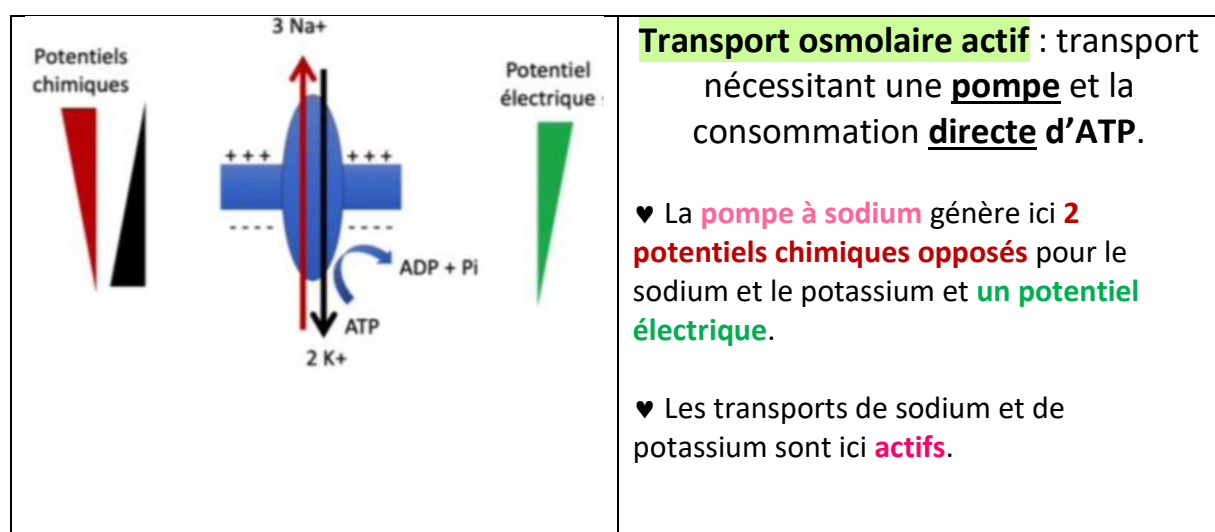 3 Na+
Potentiels
chimiques
Potentiel
électrique
+ + +
+ + +
- - - -
- - - -
ADP + Pi
ATP
2 K+
Transport osmolaire actif : transport
nécessitant une pompe et la
consommation directe d’ATP.
♥ La pompe à sodium génère ici 2
potentiels chimiques opposés pour le
sodium et le potassium et un potentiel
électrique.
♥ Les transports de sodium et de
potassium sont ici actifs.